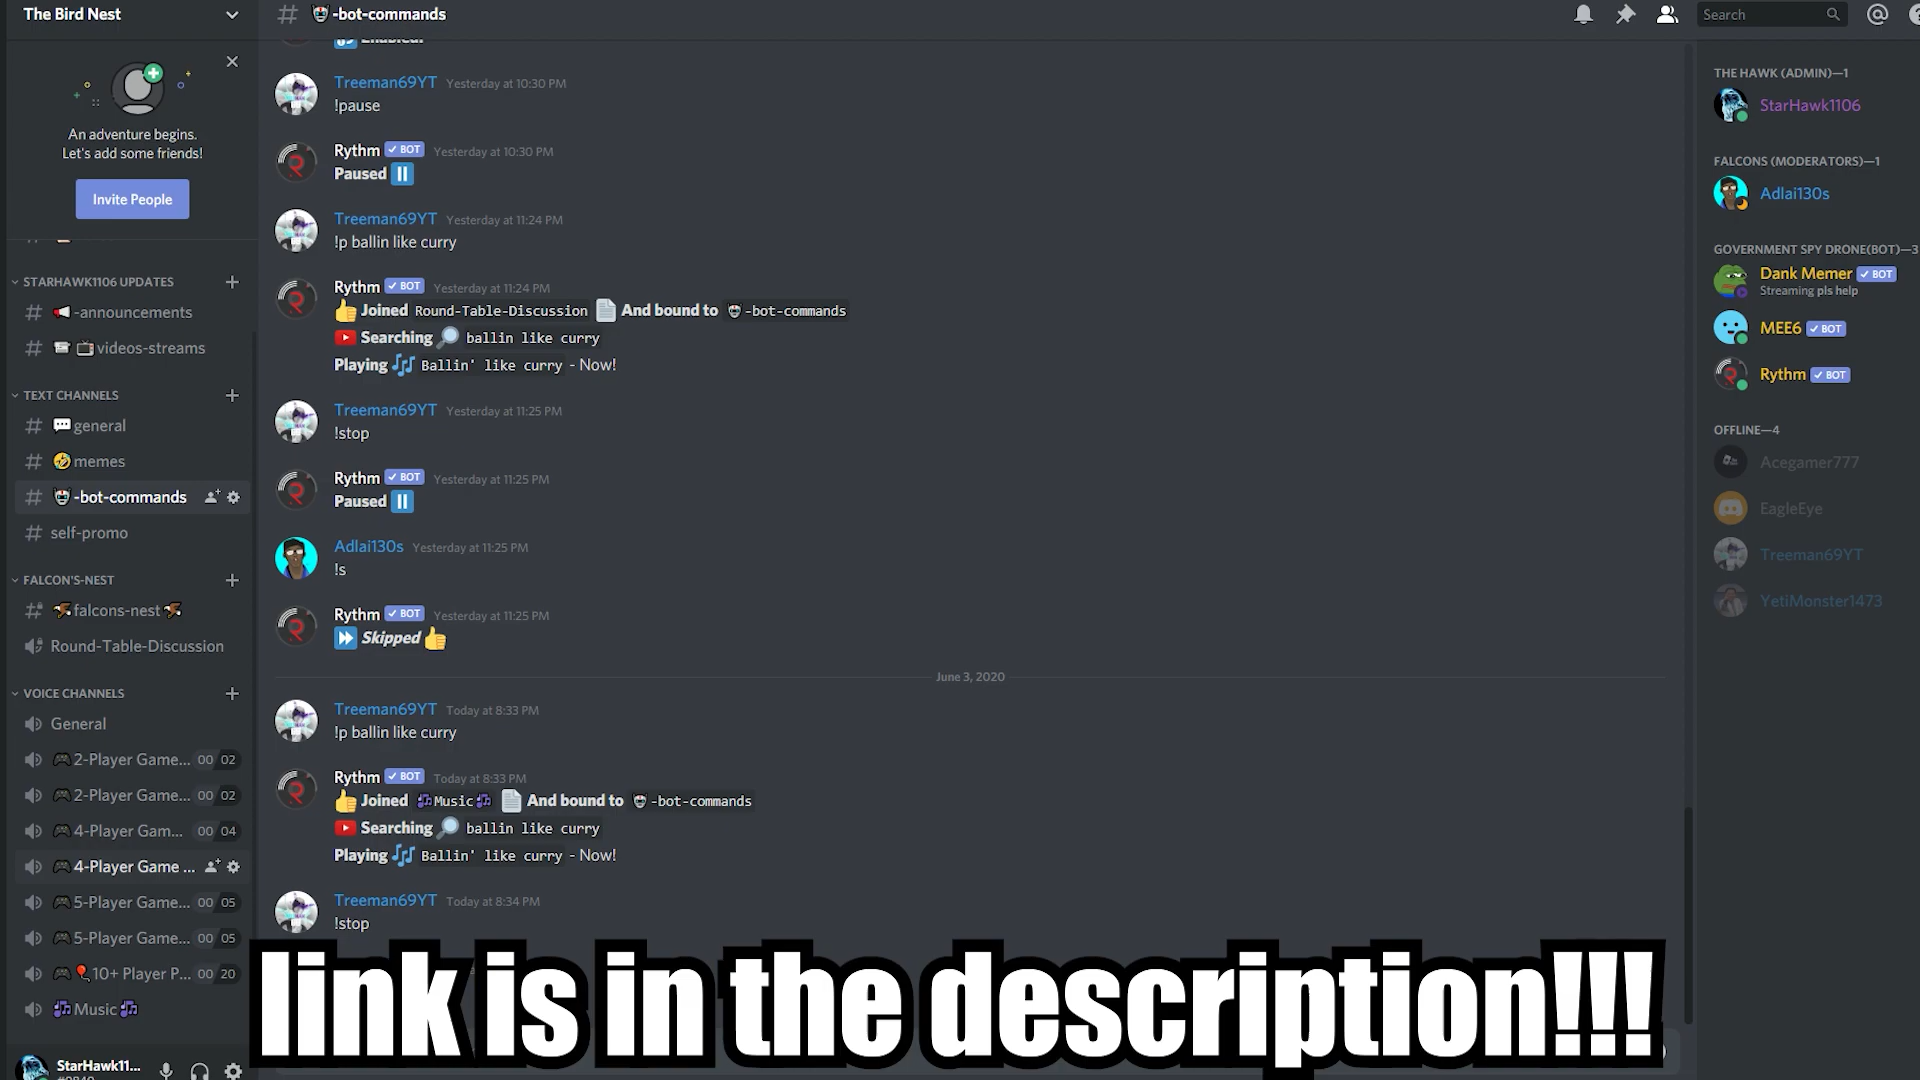 The Bird Nest
An adventure begins.
Let's add some friends!
Invite People
STARHAWK1106 UPDATES
-announcements
videos-streams
TEXT CHANNELS
general
memes
-bot-commands
self-promo
FALCON'S-NEST
falcons-nest
Round-Table-Discussion
VOICE CHANNELS
General
2-Player Game... 00 02
2-Player Game... 00 02
4-Player Gam... 00 04
4-Player Game ...
5-Player Game... 00 05
5-Player Game... 00 05
10+ Player P... 00 20
Music
StarHawk11...
-bot-commands
Search
Treeman69YT Yesterday at 10:30 PM
!pause
Rythm BOT Yesterday at 10:30 PM
Paused
Treeman69YT Yesterday at 11:24 PM
!p ballin like curry
Rythm BOT Yesterday at 11:24 PM
Joined Round-Table-Discussion And bound to -bot-commands
Searching ballin like curry
Playing Ballin' like curry - Now!
Treeman69YT Yesterday at 11:25 PM
!stop
Rythm BOT Yesterday at 11:25 PM
Paused
Adlai130s Yesterday at 11:25 PM
!s
Rythm BOT Yesterday at 11:25 PM
Skipped
June 3, 2020
Treeman69YT Today at 8:33 PM
!p ballin like curry
Rythm BOT Today at 8:33 PM
Joined Music And bound to -bot-commands
Searching ballin like curry
Playing Ballin' like curry - Now!
Treeman69YT Today at 8:34 PM
!stop
link is in the description!!!
THE HAWK (ADMIN)—1
StarHawk1106
FALCONS (MODERATORS)—1
Adlai130s
GOVERNMENT SPY DRONE(BOT)—3
Dank Memer BOT
Streaming pls help
MEE6 BOT
Rythm BOT
OFFLINE—4
Acegamer777
EagleEye
Treeman69YT
YetiMonster1473